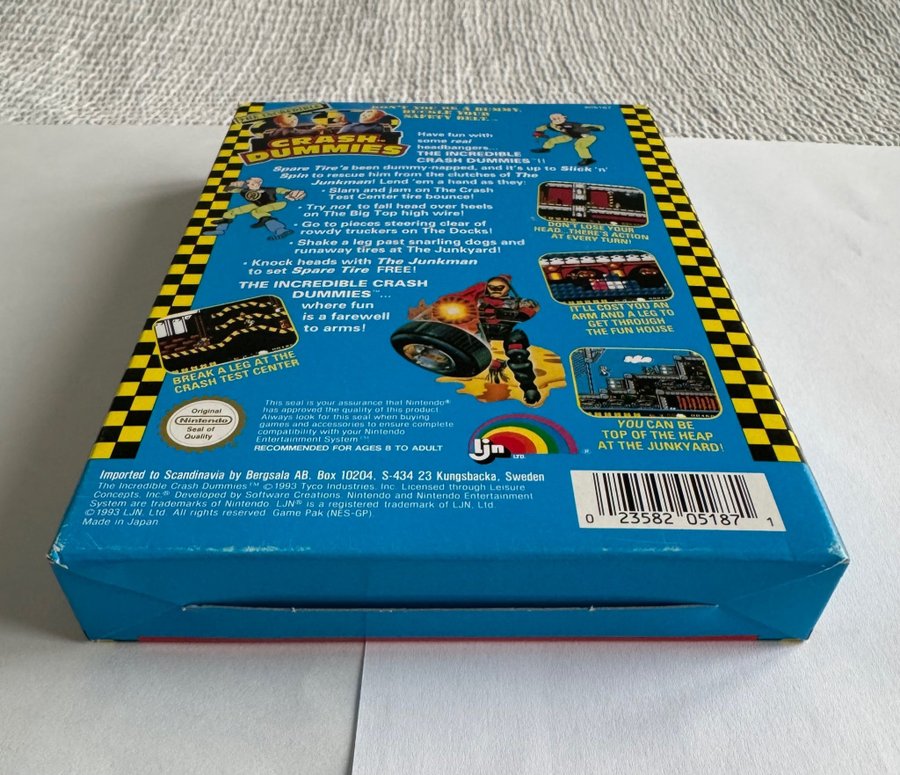 THE INCREDIBLE
CRASH
DUMMIES™
DON'T YOU BE A DUMMY.
BUCKLE YOUR
SAFETY BELT.™
Have fun with
some real
headbangers...
THE INCREDIBLE
CRASH DUMMIES™!!
Spare Tire's been dummy-napped, and it's up to Slick 'n'
Spin to rescue him from the clutches of The
Junkman! Lend 'em a hand as they:
• Slam and jam on The Crash
Test Center tire bounce!
• Try not to fall head over heels
on The Big Top high wire!
• Go to pieces steering clear of
rowdy truckers on The Docks!
• Shake a leg past snarling dogs and
runaway tires at The Junkyard!
• Knock heads with The Junkman
to set Spare Tire FREE!
THE INCREDIBLE CRASH
DUMMIES™...
where fun
is a farewell
to arms!
DON'T LOSE YOUR
HEAD, THERE'S ACTION
AT EVERY TURN!
IT'LL COST YOU AN
ARM AND A LEG TO
GET THROUGH
THE FUN HOUSE
BREAK A LEG AT THE
CRASH TEST CENTER
YOU CAN BE
TOP OF THE HEAP
AT THE JUNKYARD!
Original
Nintendo
Seal of
Quality
This seal is your assurance that Nintendo®
has approved the quality of this product.
Always look for this seal when buying
games and accessories to ensure complete
compatibility with your Nintendo
Entertainment System.™
RECOMMENDED FOR AGES 8 TO ADULT
LJN LTD. ®
Imported to Scandinavia by Bergsala AB. Box 10204. S-434 23 Kungsbacka, Sweden
The Incredible Crash Dummies™ © 1993 Tyco Industries, Inc. Licensed through Leisure
Concepts, Inc.® Developed by Software Creations. Nintendo and Nintendo Entertainment
System are trademarks of Nintendo. LJN® is a registered trademark of LJN, Ltd.
© 1993 LJN, Ltd. All rights reserved. Game Pak (NES-GP)
Made in Japan
0 23582 05187 1